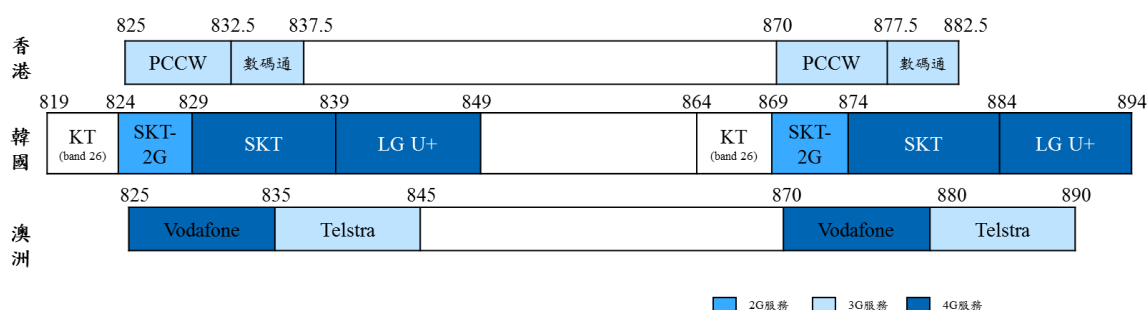 香港
825 832.5 837.5 870 877.5 882.5
PCCW 數碼通 PCCW 數碼通
韓國
819 824 829 839 849 864 869 874 884 894
KT (band 26) SKT-2G SKT LG U+ KT (band 26) SKT-2G SKT LG U+
澳洲
825 835 845 870 880 890
Vodafone Telstra Vodafone Telstra
2G服務 3G服務 4G服務